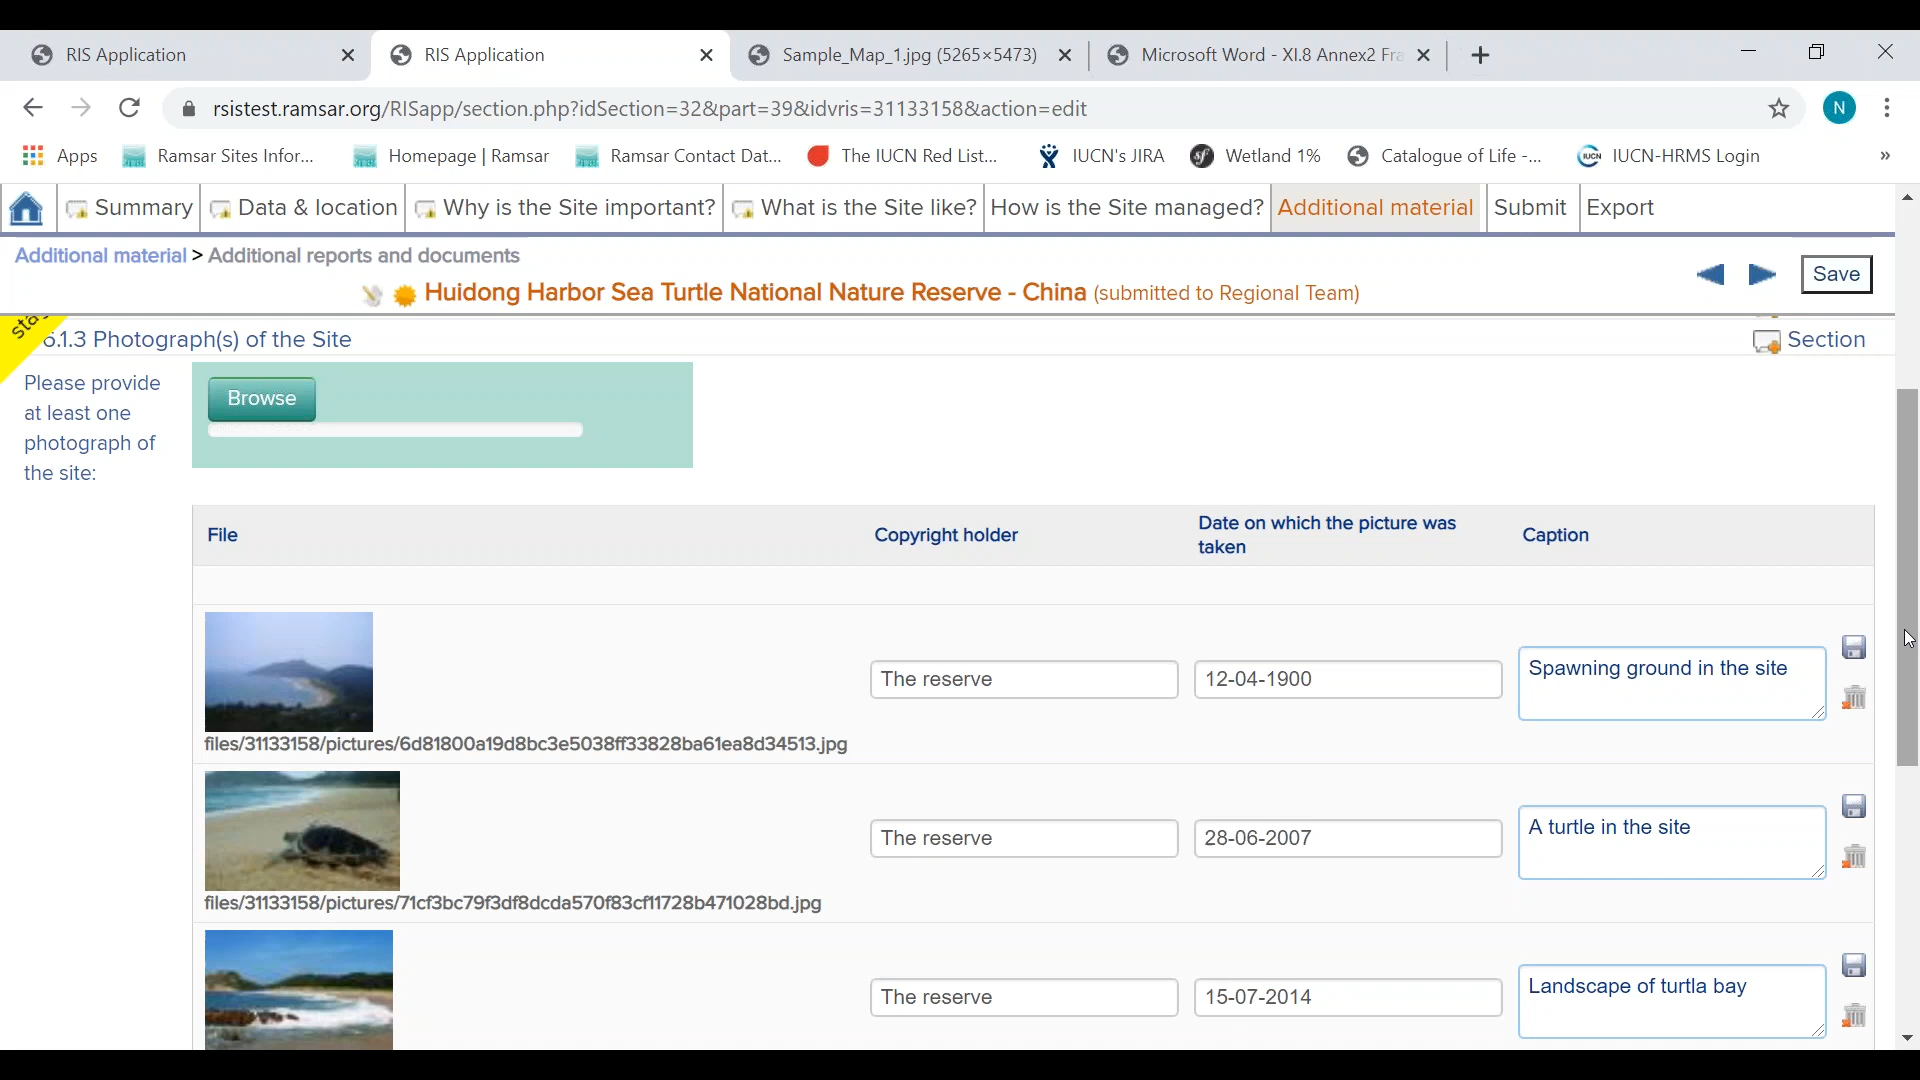 RIS Application
RIS Application
Sample_Map_1.jpg (5265×5473)
Microsoft Word - XI.8 Annex2 Fra
rsistest.ramsar.org/RISapp/section.php?idSection=32&part=39&idvris=31133158&action=edit
N
Apps
Ramsar Sites Infor...
Homepage | Ramsar
Ramsar Contact Dat...
The IUCN Red List...
IUCN's JIRA
Wetland 1%
Catalogue of Life -...
IUCN-HRMS Login
»
Summary
Data & location
Why is the Site important?
What is the Site like?
How is the Site managed?
Additional material
Submit
Export
Additional material > Additional reports and documents
Huidong Harbor Sea Turtle National Nature Reserve - China (submitted to Regional Team)
Save
6.1.3 Photograph(s) of the Site
Section
Please provide
at least one
photograph of
the site:
Browse
File
Copyright holder
Date on which the picture was
taken
Caption
The reserve
12-04-1900
Spawning ground in the site
files/31133158/pictures/6d81800a19d8bc3e5038ff33828ba61ea8d34513.jpg
The reserve
28-06-2007
A turtle in the site
files/31133158/pictures/71cf3bc79f3df8dcda570f83cf11728b471028bd.jpg
The reserve
15-07-2014
Landscape of turtla bay